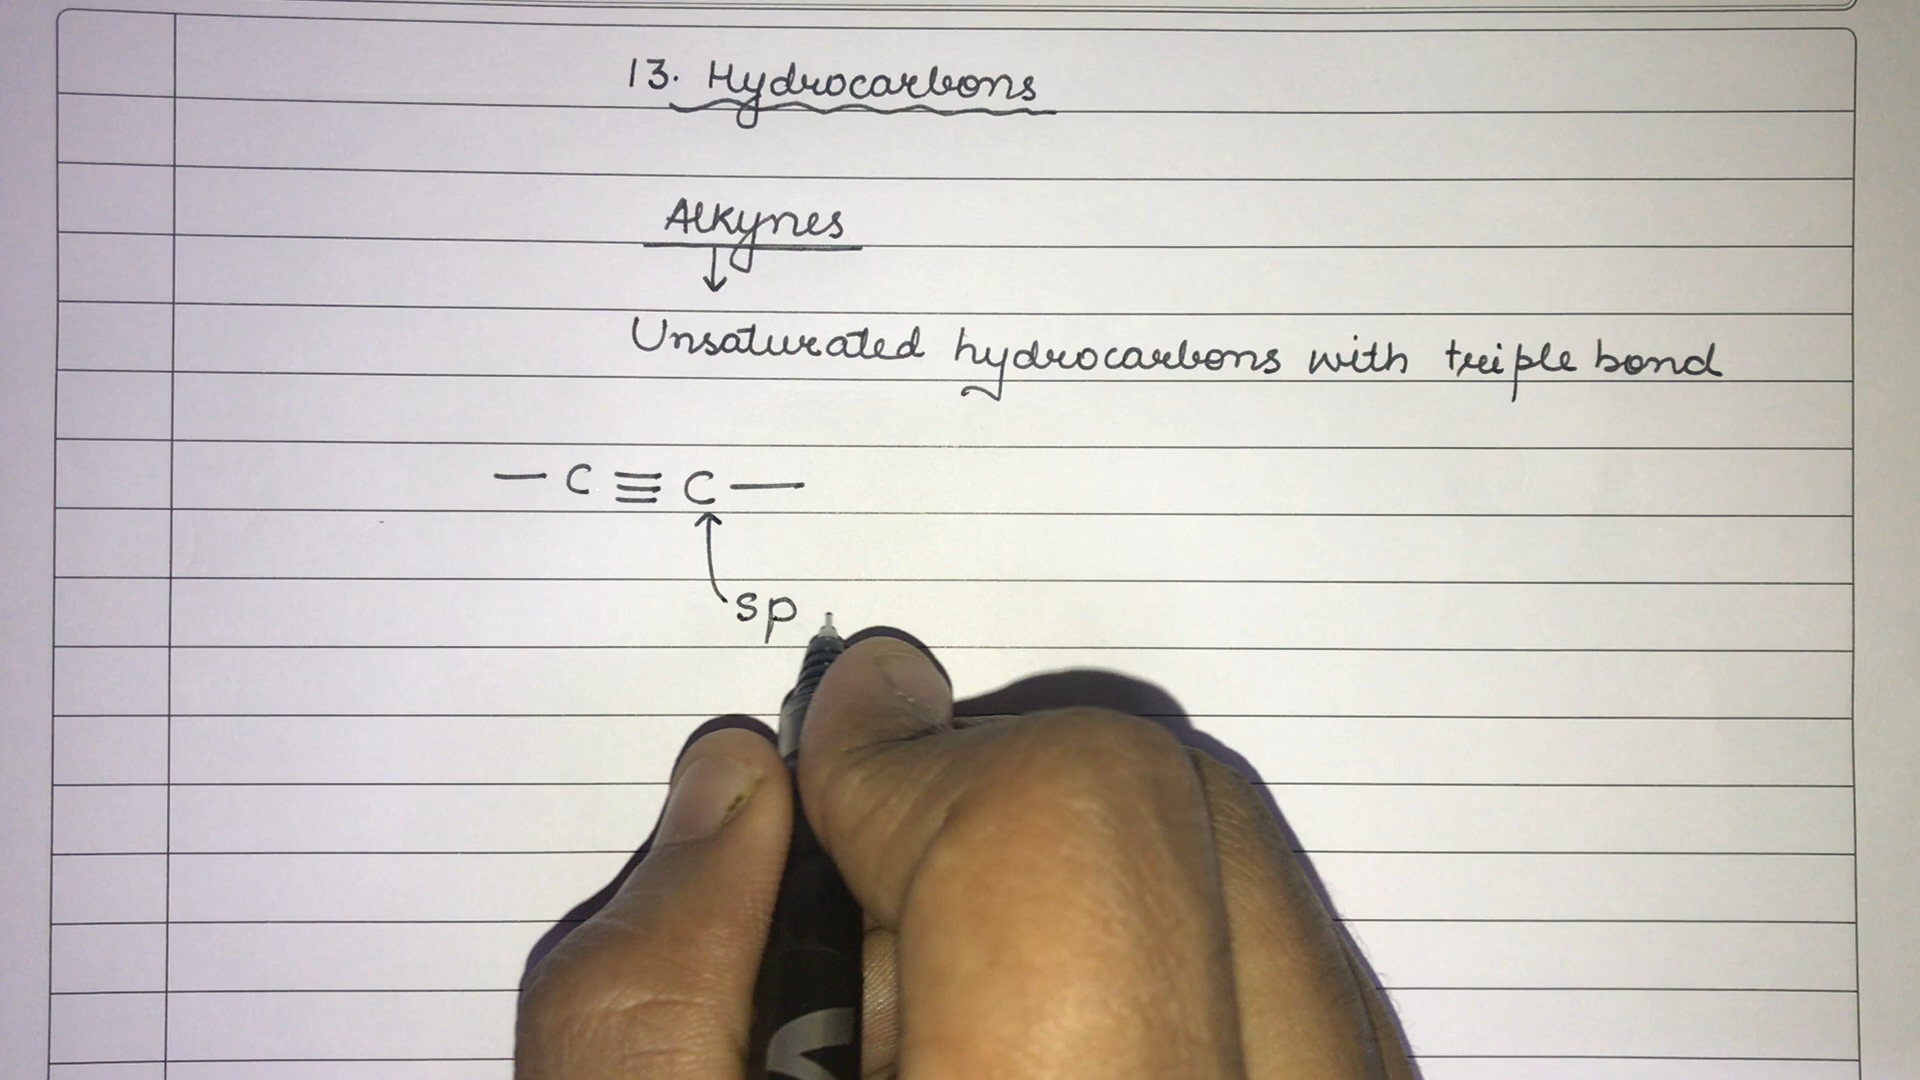 13. Hydrocarbons
Alkynes
Unsaturated hydrocarbons with triple bond
— C ≡ C —
sp